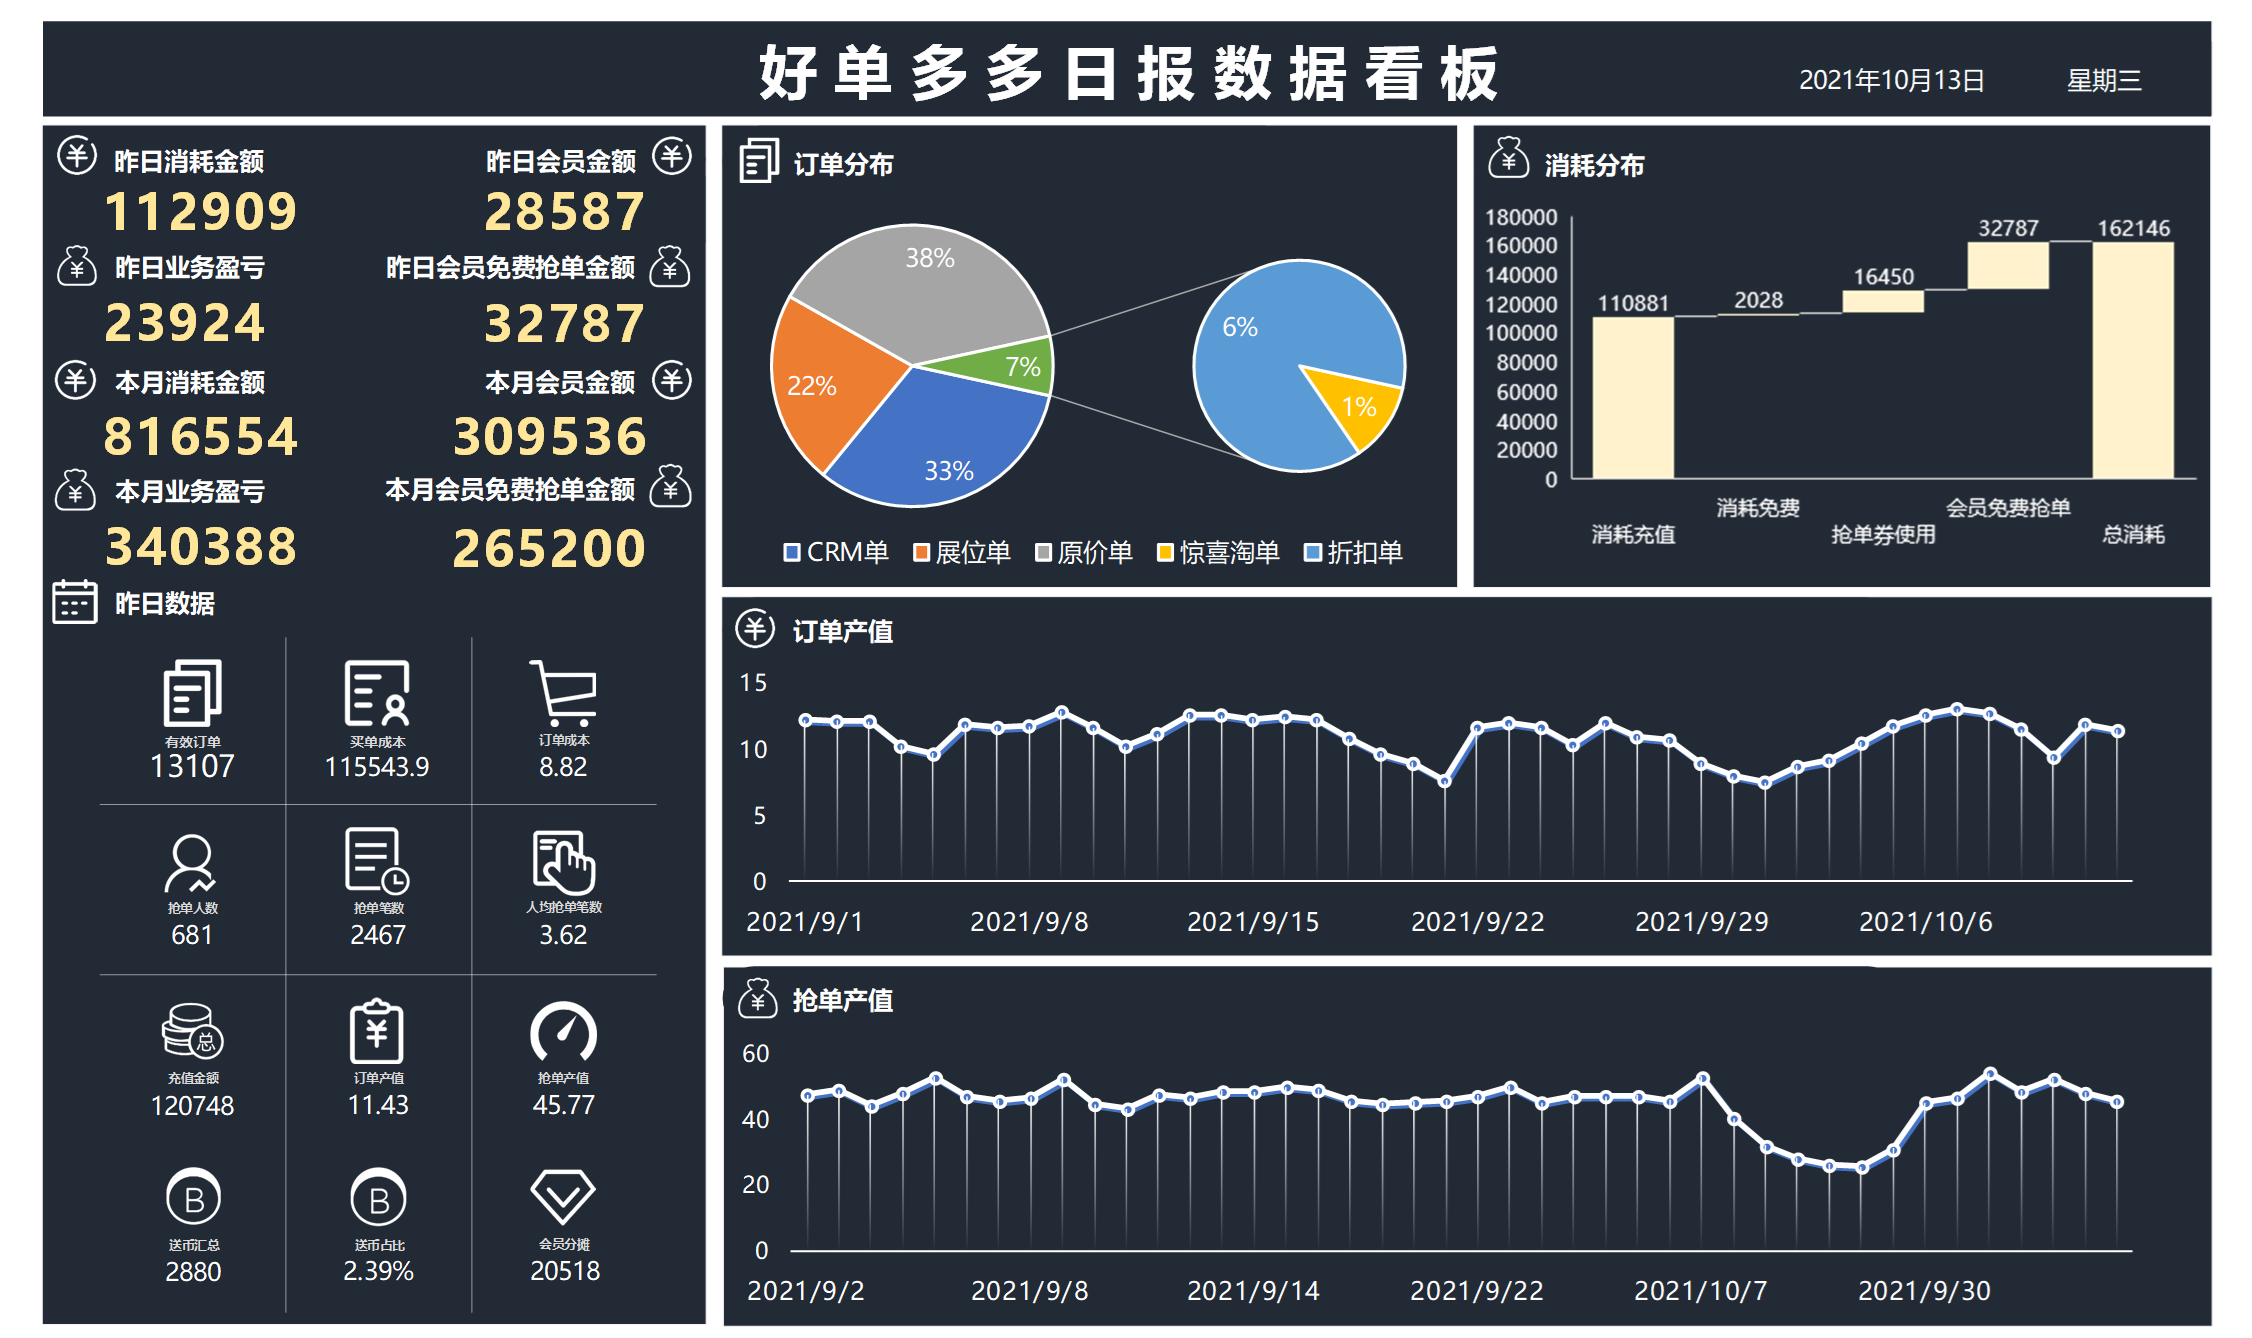 好单多多日报数据看板
2021年10月13日 星期三
昨日消耗金额 昨日会员金额
112909 28587
昨日业务盈亏 昨日会员免费抢单金额
23924 32787
本月消耗金额 本月会员金额
816554 309536
本月业务盈亏 本月会员免费抢单金额
340388 265200
昨日数据
有效订单 买单成本 订单成本
13107 115543.9 8.82
抢单人数 抢单笔数 人均抢单笔数
681 2467 3.62
总
充值金额 订单产值 抢单产值
120748 11.43 45.77
B B
送币汇总 送币占比 会员分摊
2880 2.39% 20518
订单分布
38%
22%
7%
33%
6%
1%
CRM单 展位单 原价单 惊喜淘单 折扣单
消耗分布
180000
160000
140000
120000
100000
80000
60000
40000
20000
0
110881 2028 16450 32787 162146
消耗充值 消耗免费 抢单券使用 会员免费抢单 总消耗
订单产值
15
10
5
0
2021/9/1 2021/9/8 2021/9/15 2021/9/22 2021/9/29 2021/10/6
抢单产值
60
40
20
0
2021/9/2 2021/9/8 2021/9/14 2021/9/22 2021/10/7 2021/9/30